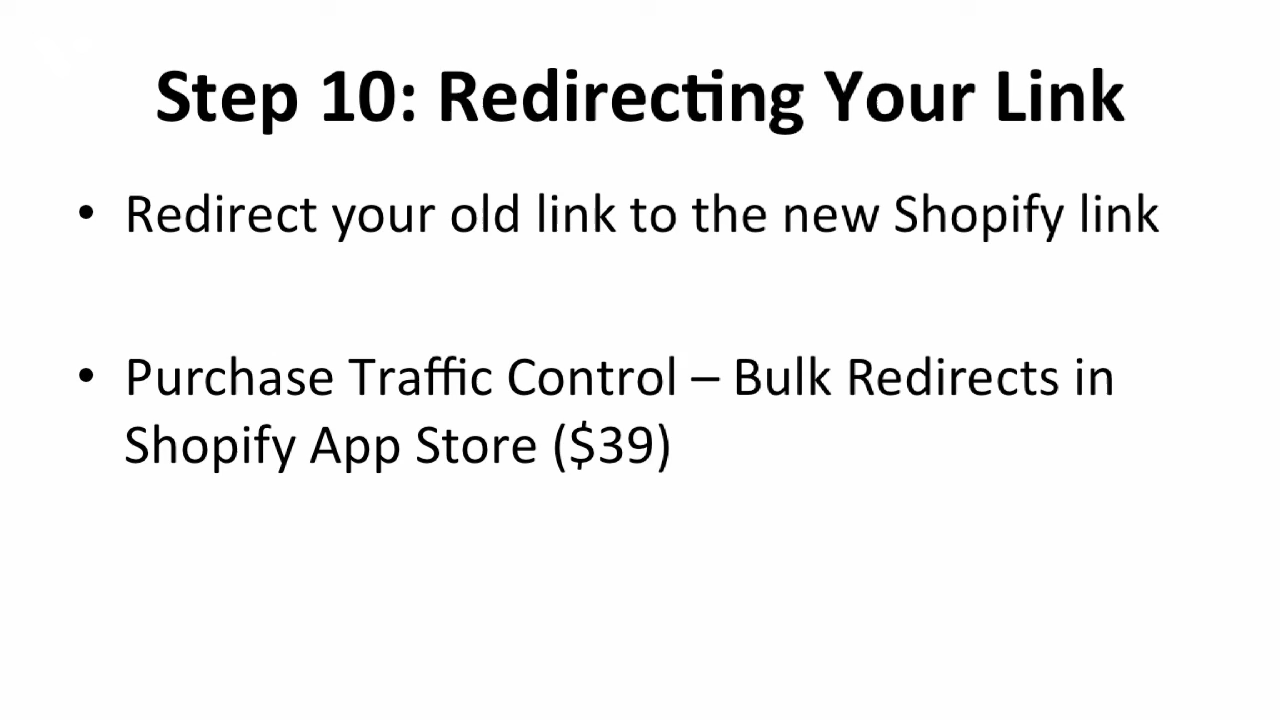 Step 10: Redirecting Your Link
• Redirect your old link to the new Shopify link
• Purchase Traffic Control – Bulk Redirects in
Shopify App Store ($39)